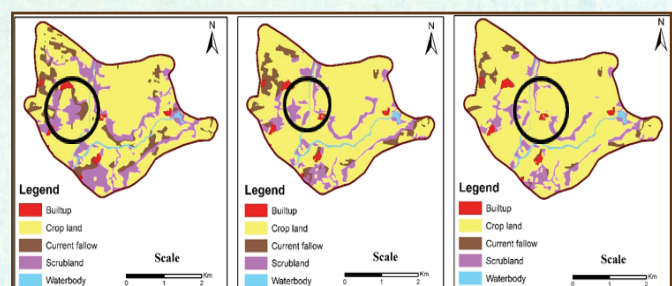 N
N
N
Legend
Builtup
Crop land
Current fallow
Scrubland
Waterbody
Scale
Km
0 1 2
Legend
Builtup
Crop land
Current fallow
Scrubland
Waterbody
Scale
Km
0 1 2
Legend
Builtup
Crop land
Current fallow
Scrubland
Waterbody
Scale
Km
0 1 2